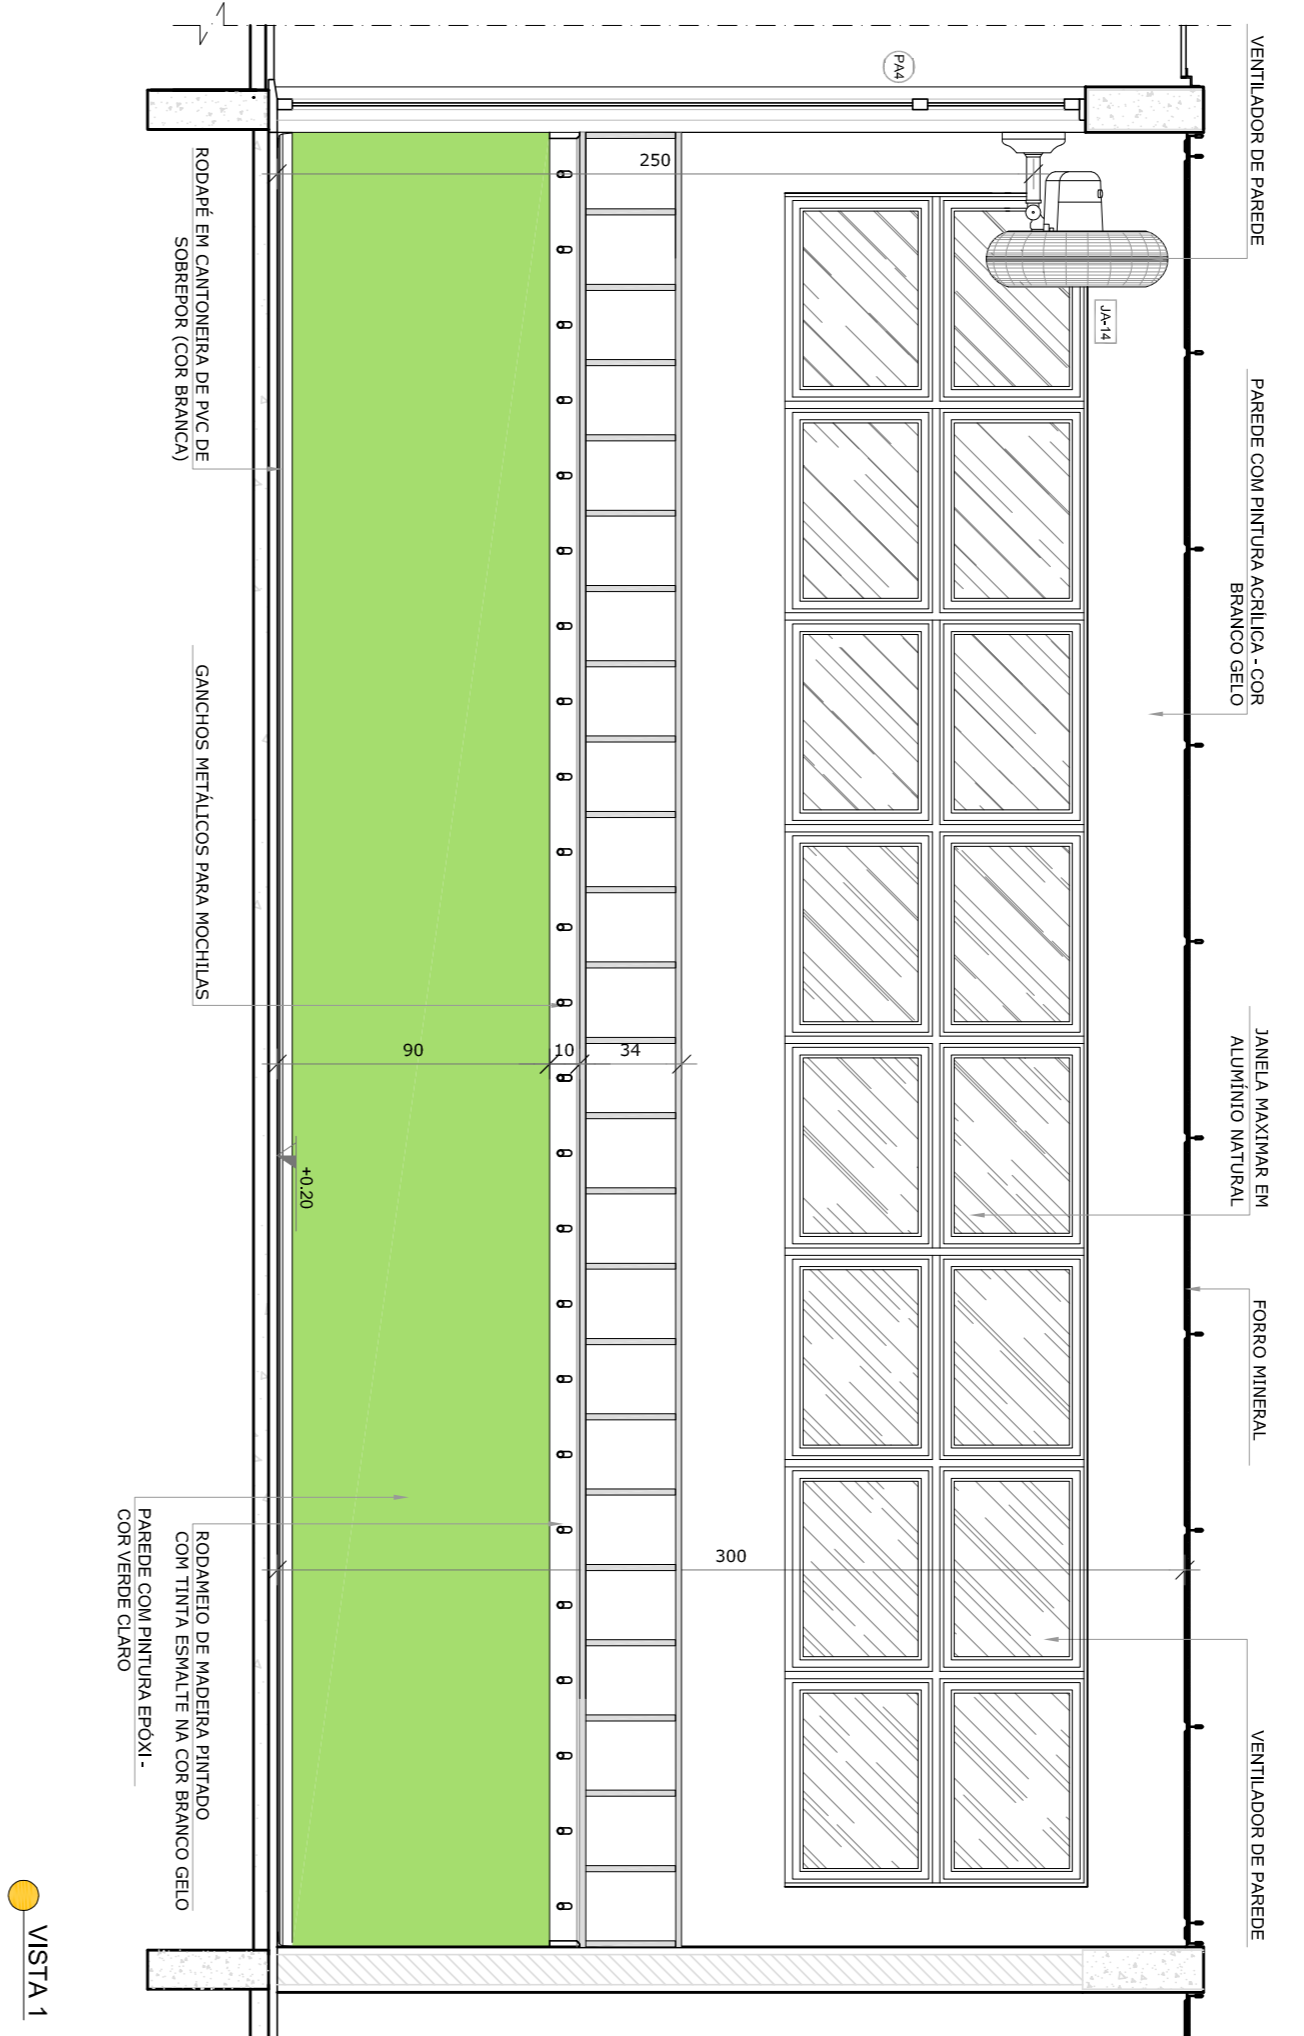 VENTILADOR DE PAREDE
PAREDE COM PINTURA ACRÍLICA - COR
BRANCO GELO
JANELA MAXIMAR EM
ALUMÍNIO NATURAL
FORRO MINERAL
VENTILADOR DE PAREDE
PA4
JA-14
250
90
10
34
300
+0.20
RODAPÉ EM CANTONEIRA DE PVC DE
SOBREPOR (COR BRANCA)
GANCHOS METÁLICOS PARA MOCHILAS
RODAMEIO DE MADEIRA PINTADO
COM TINTA ESMALTE NA COR BRANCO GELO
PAREDE COM PINTURA EPÓXI -
COR VERDE CLARO
VISTA 1